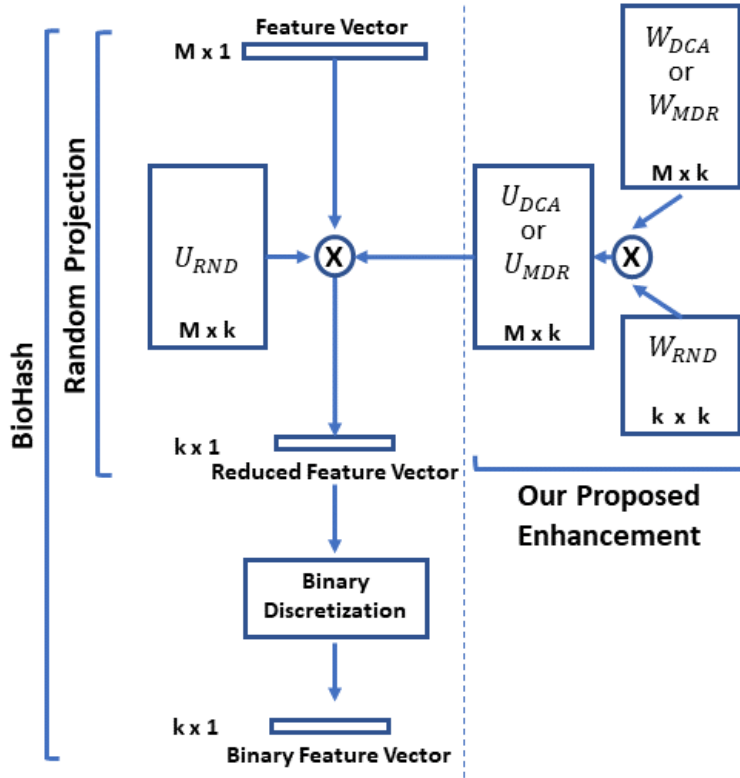 Feature Vector
M x 1
W_DCA
or
W_MDR
M x k
U_RND
M x k
X
U_DCA
or
U_MDR
M x k
X
W_RND
k x k
k x 1
Reduced Feature Vector
Our Proposed
Enhancement
Binary
Discretization
k x 1
Binary Feature Vector
Random Projection
BioHash